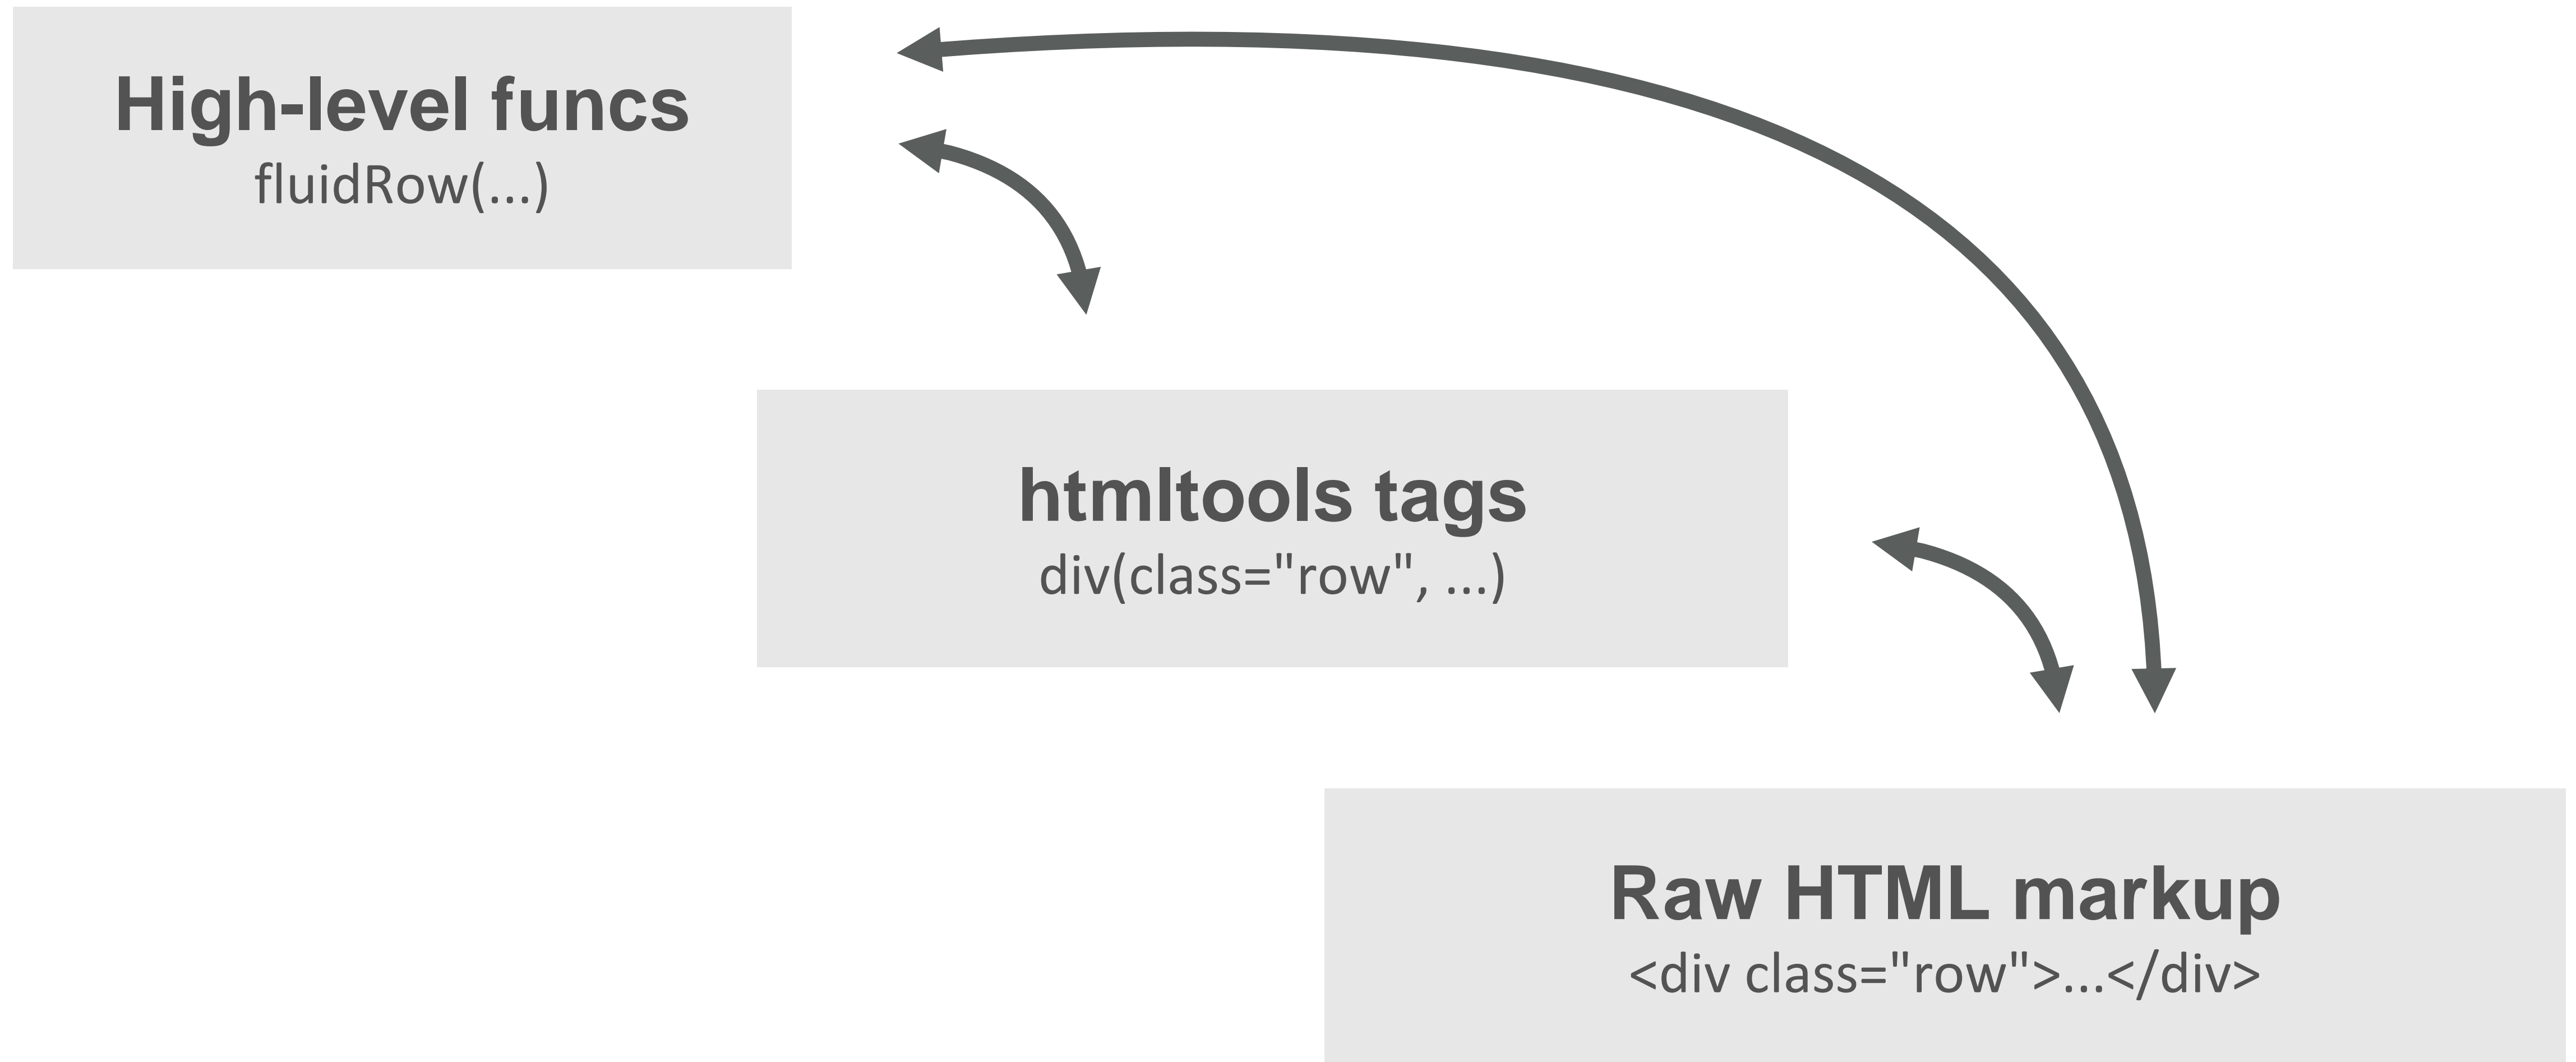 High-level funcs
fluidRow(...)
htmltools tags
div(class="row", ...)
Raw HTML markup
<div class="row">...</div>